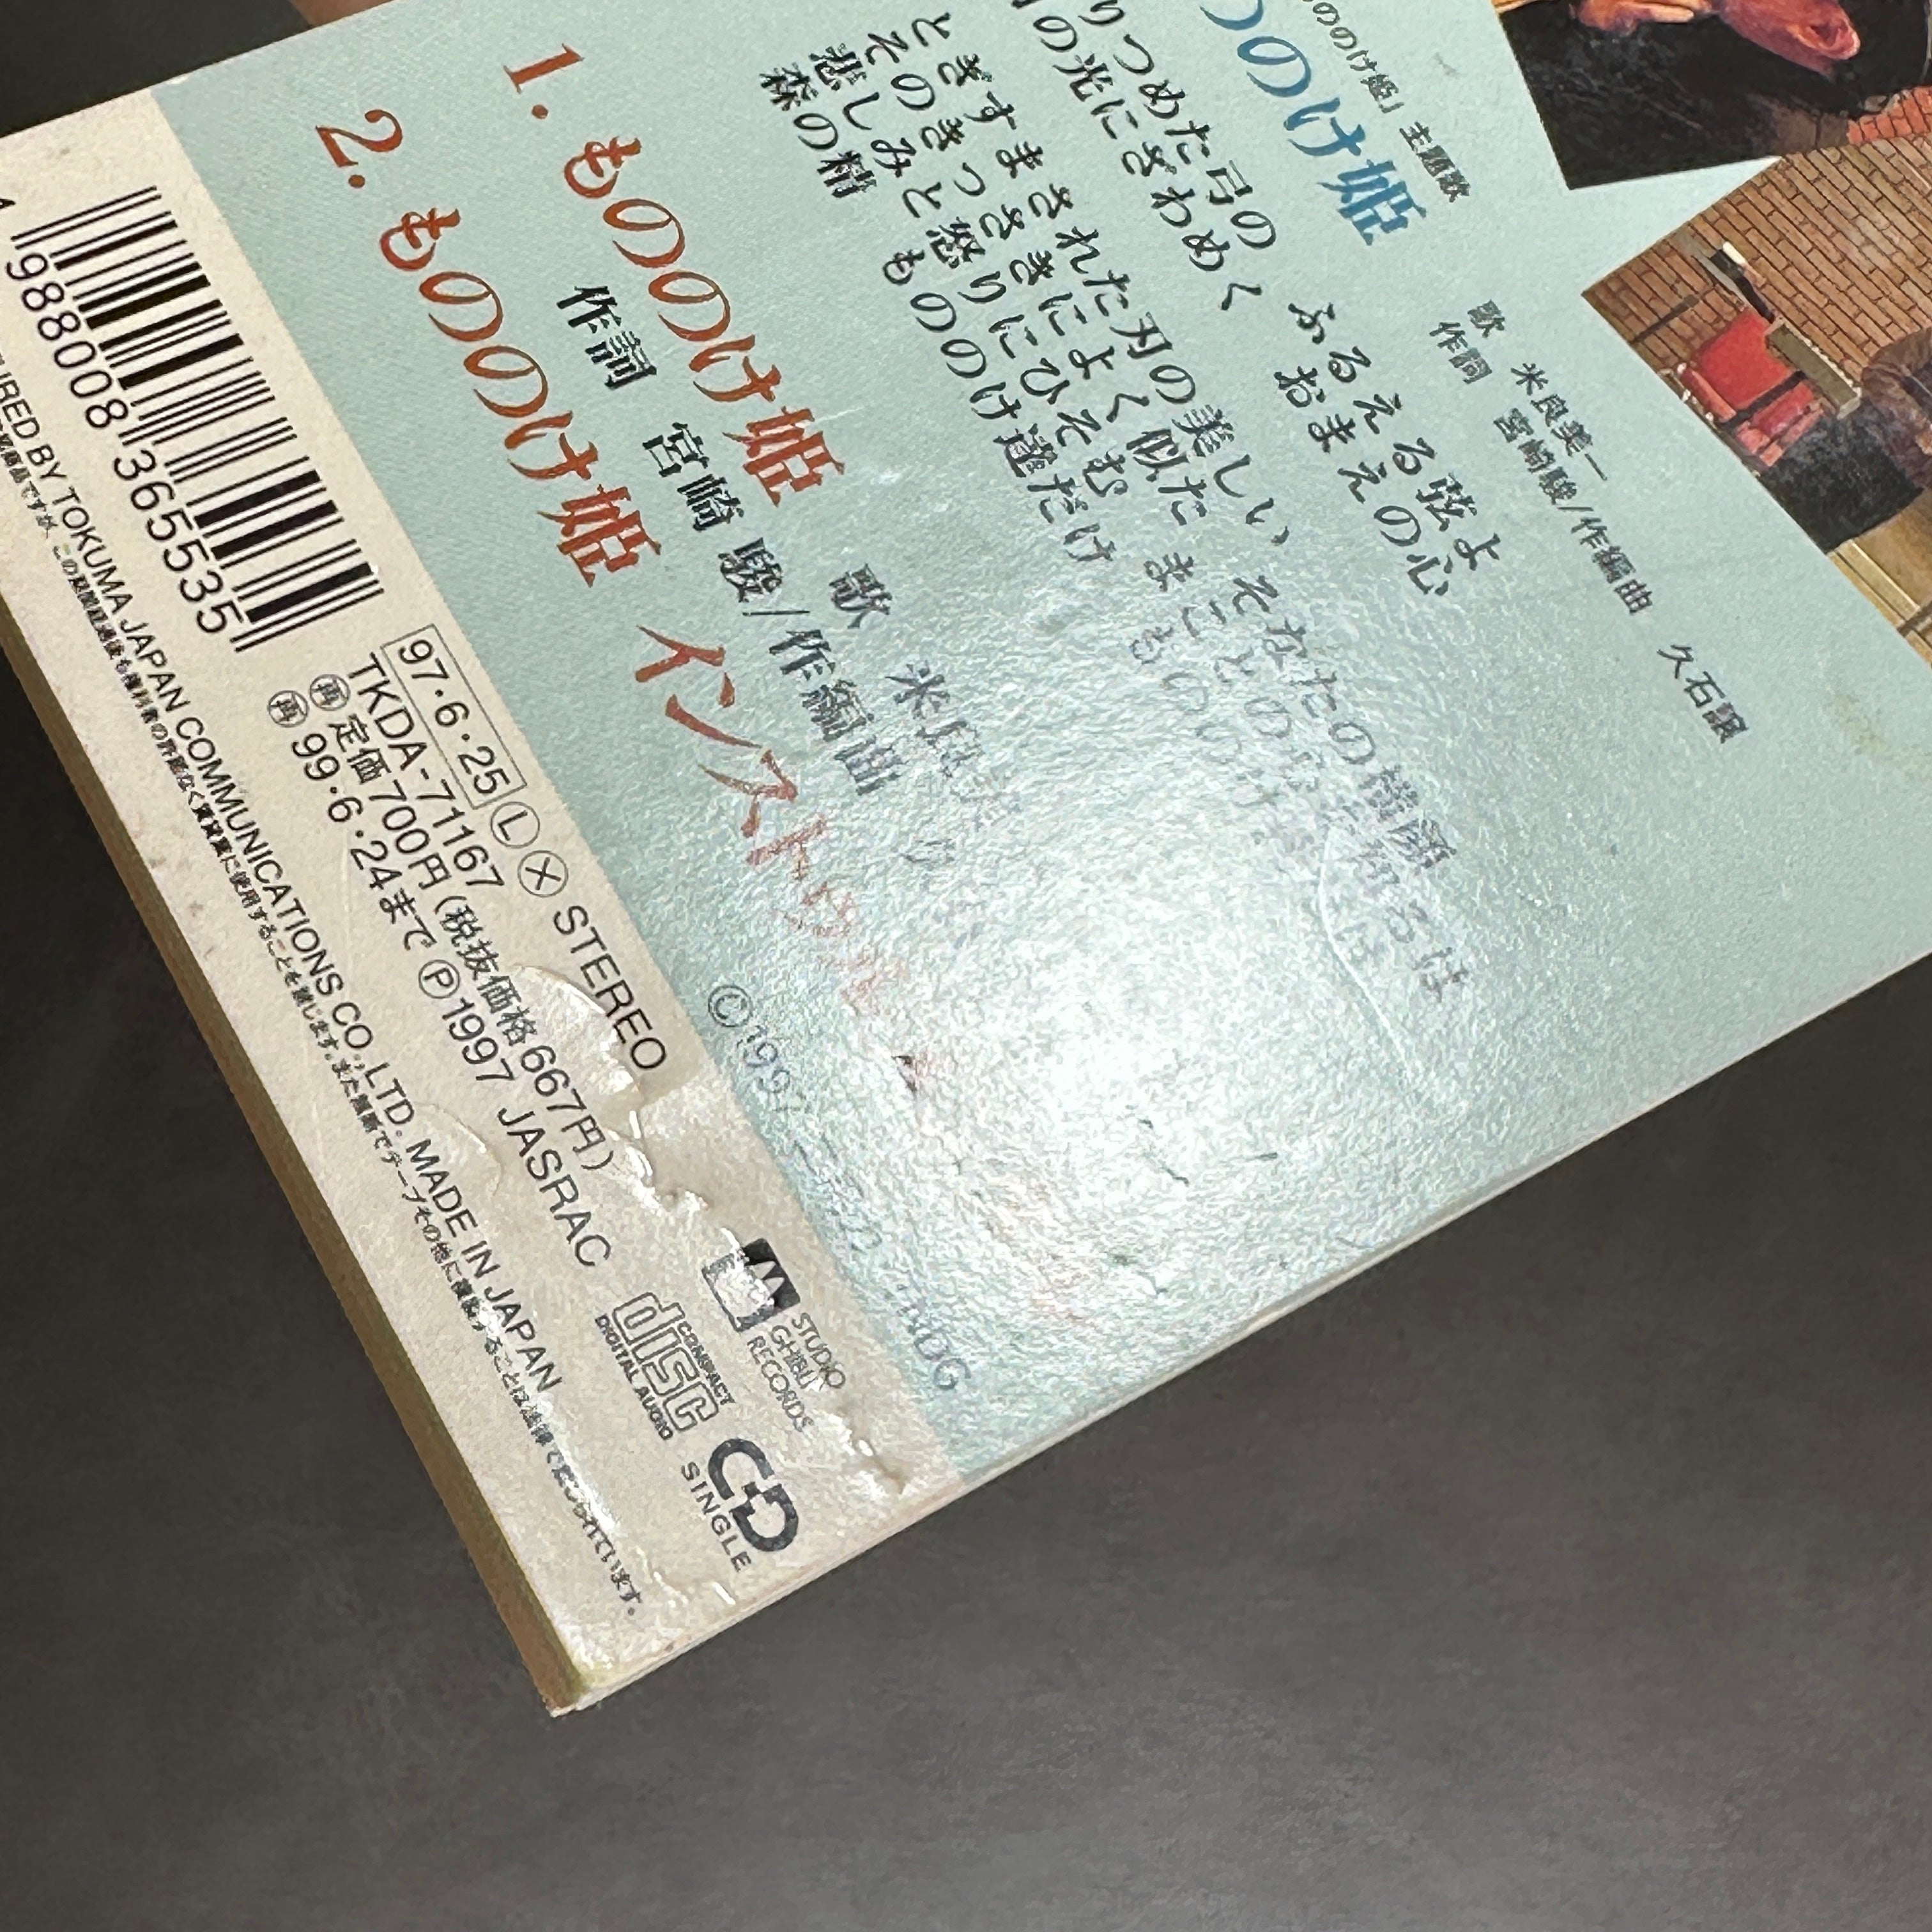 ののけ姫」 主題歌
ののけ姫
歌 米良美一
作詞 宮崎駿/作編曲 久石譲
りつめた弓の ふるえる弦よ
の光にざわめく おまえの心
とぎすまされた刃の美しい そなたの横顔
そのきっさきによく似た
悲しみと怒りにひそむ まことの心を知るは
森の精 もののけ達だけ もののけ
1. もののけ姫
歌 米良美
作詞 宮崎 駿/作編曲
2. もののけ姫 インスト
©1997
4
988008 365535
97・6・25 Ⓛ Ⓧ STEREO
TKDA-71167
㊢定価700円(税抜価格667円)
99・6・24まで Ⓟ1997 JASRAC
URED BY TOKUMA JAPAN COMMUNICATIONS CO.,LTD. MADE IN JAPAN
STUDIO
GHIBLI
RECORDS
COMPACT
disc
DIGITAL AUDIO
CD
SINGLE